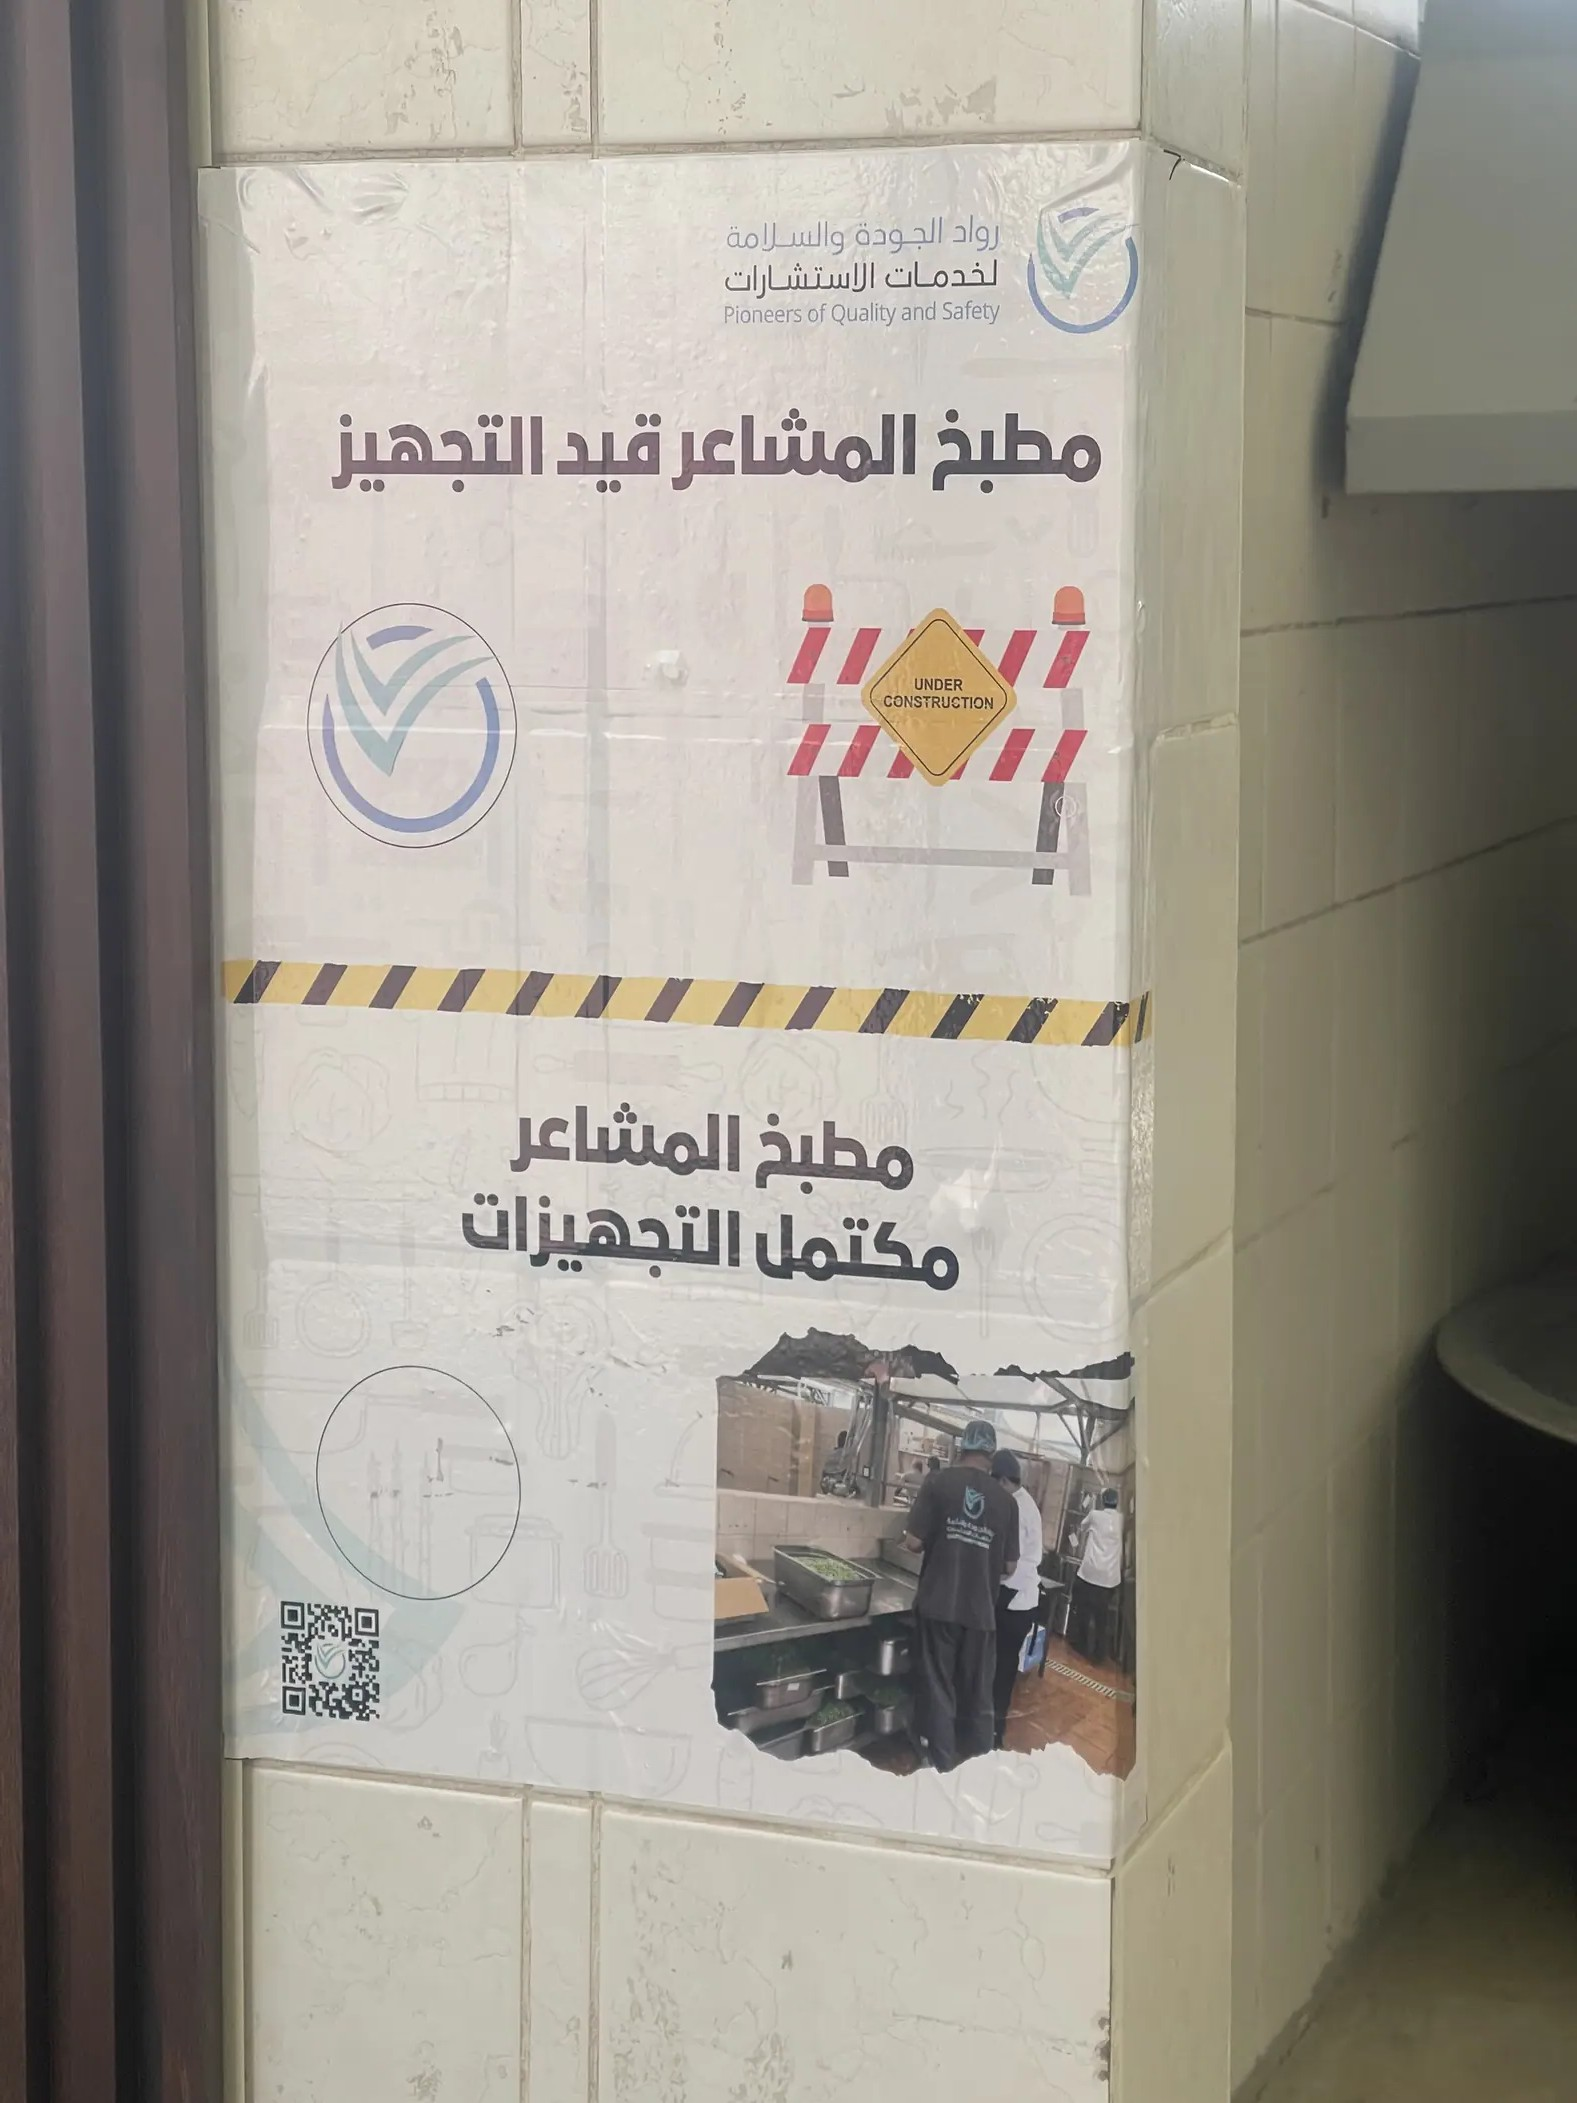 رواد الجودة والسلامة
لخدمات الاستشارات
Pioneers of Quality and Safety
مطبخ المشاعر قيد التجهيز
UNDER
CONSTRUCTION
مطبخ المشاعر
مكتمل التجهيزات